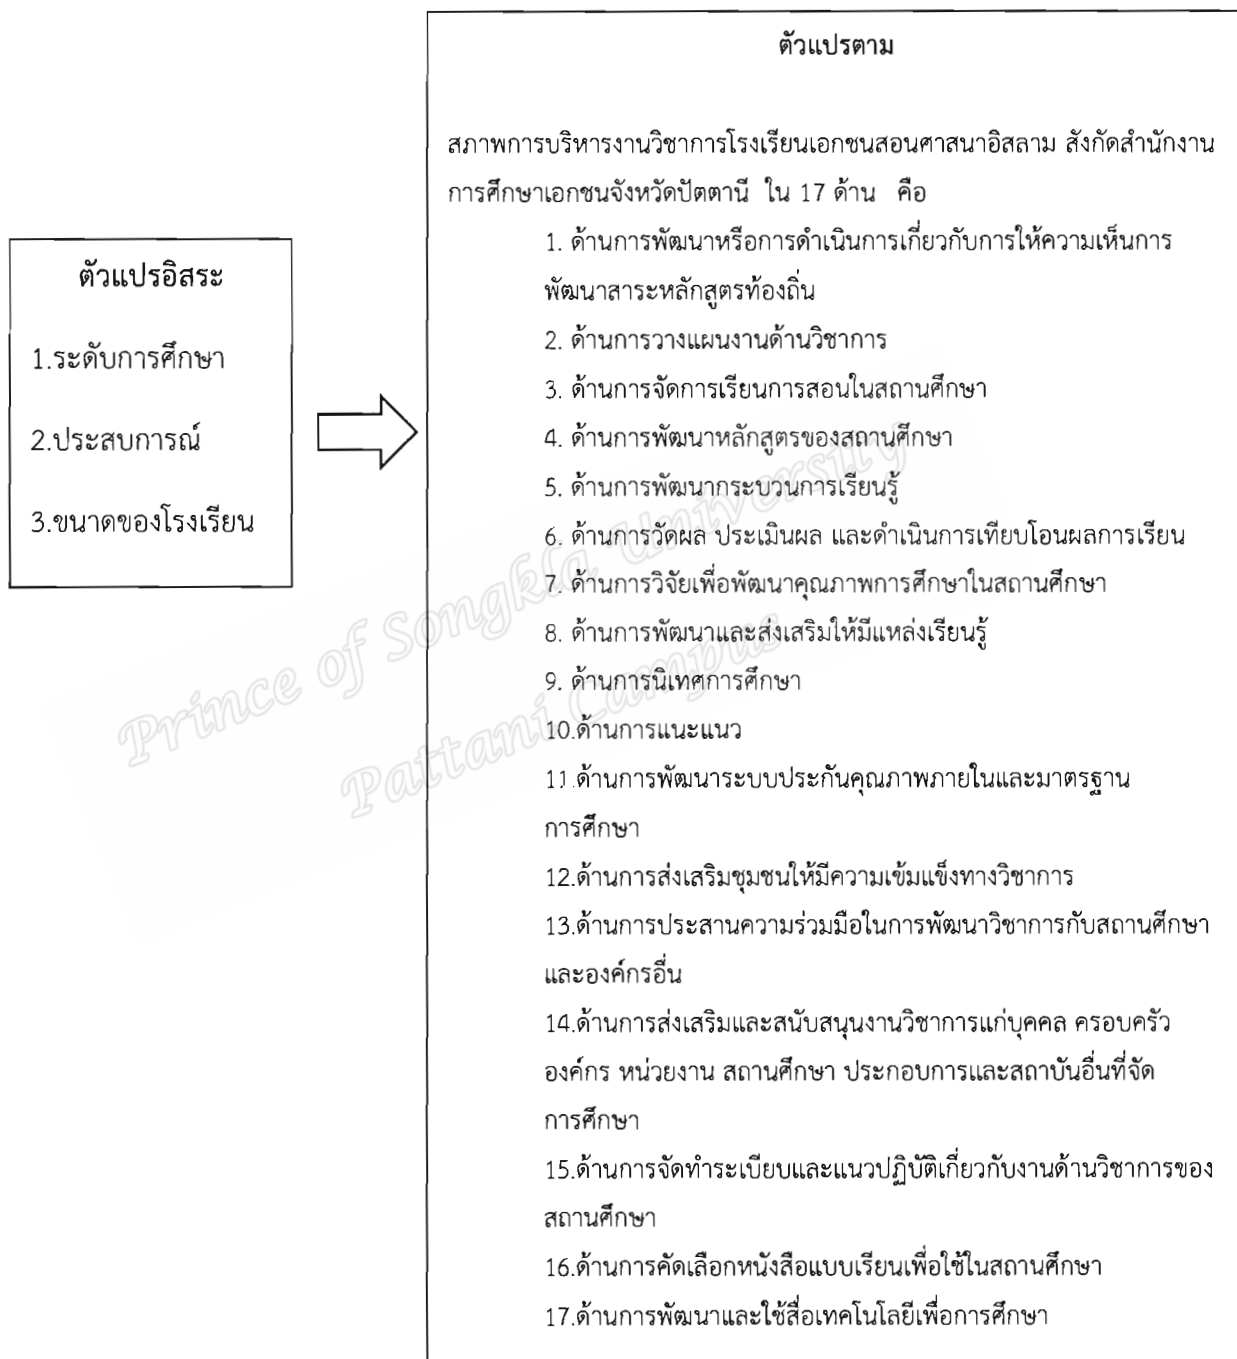 ตัวแปรอิสระ
1.ระดับการศึกษา
2.ประสบการณ์
3.ขนาดของโรงเรียน
ตัวแปรตาม
สภาพการบริหารงานวิชาการโรงเรียนเอกชนสอนศาสนาอิสลาม สังกัดสำนักงาน
การศึกษาเอกชนจังหวัดปัตตานี ใน 17 ด้าน คือ
1. ด้านการพัฒนาหรือการดำเนินการเกี่ยวกับการให้ความเห็นการ
พัฒนาสาระหลักสูตรท้องถิ่น
2. ด้านการวางแผนงานด้านวิชาการ
3. ด้านการจัดการเรียนการสอนในสถานศึกษา
4. ด้านการพัฒนาหลักสูตรของสถานศึกษา
5. ด้านการพัฒนากระบวนการเรียนรู้
6. ด้านการวัดผล ประเมินผล และดำเนินการเทียบโอนผลการเรียน
7. ด้านการวิจัยเพื่อพัฒนาคุณภาพการศึกษาในสถานศึกษา
8. ด้านการพัฒนาและส่งเสริมให้มีแหล่งเรียนรู้
9. ด้านการนิเทศการศึกษา
10.ด้านการแนะแนว
11.ด้านการพัฒนาระบบประกันคุณภาพภายในและมาตรฐาน
การศึกษา
12.ด้านการส่งเสริมชุมชนให้มีความเข้มแข็งทางวิชาการ
13.ด้านการประสานความร่วมมือในการพัฒนาวิชาการกับสถานศึกษา
และองค์กรอื่น
14.ด้านการส่งเสริมและสนับสนุนงานวิชาการแก่บุคคล ครอบครัว
องค์กร หน่วยงาน สถานศึกษา ประกอบการและสถาบันอื่นที่จัด
การศึกษา
15.ด้านการจัดทำระเบียบและแนวปฏิบัติเกี่ยวกับงานด้านวิชาการของ
สถานศึกษา
16.ด้านการคัดเลือกหนังสือแบบเรียนเพื่อใช้ในสถานศึกษา
17.ด้านการพัฒนาและใช้สื่อเทคโนโลยีเพื่อการศึกษา
Prince of Songkla University
Pattani Campus